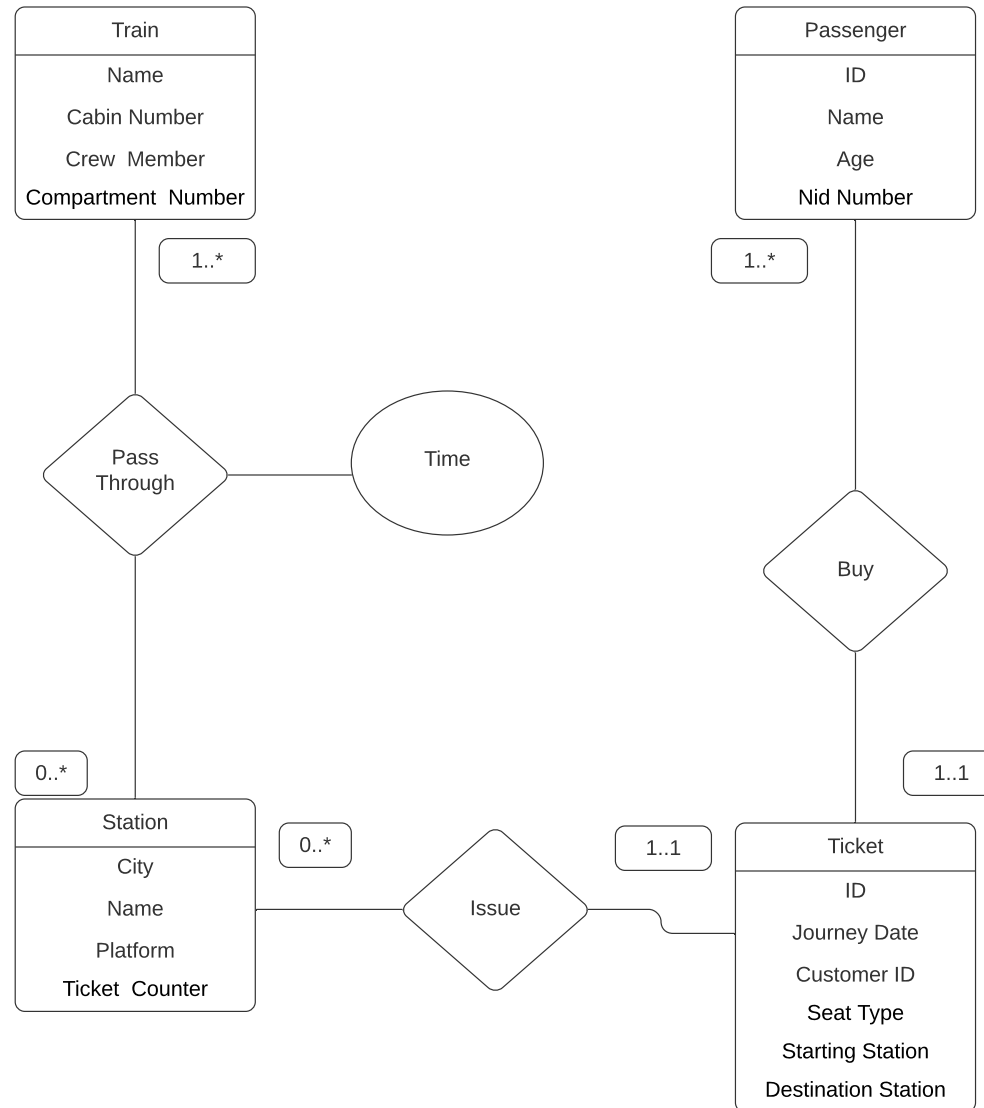 Train
Name
Cabin Number
Crew  Member
Compartment  Number
1..*
Passenger
ID
Name
Age
Nid Number
1..*
Pass
Through
Time
Buy
0..*
1..1
Station
City
Name
Platform
Ticket  Counter
0..*
Issue
1..1
Ticket
ID
Journey Date
Customer ID
Seat Type
Starting Station
Destination Station